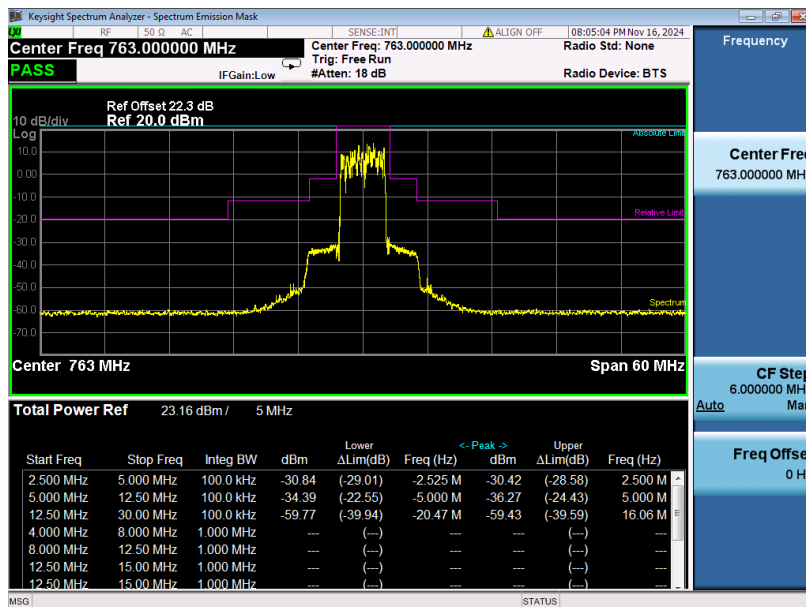 Keysight Spectrum Analyzer - Spectrum Emission Mask
LXI RF 50 Ω AC SENSE:INT ALIGN OFF 08:05:04 PM Nov 16, 2024
Center Freq 763.000000 MHz
Center Freq: 763.000000 MHz Radio Std: None
Trig: Free Run
PASS
IFGain:Low #Atten: 18 dB Radio Device: BTS
Ref Offset 22.3 dB
10 dB/div Ref 20.0 dBm
Log
Absolute Limit
10.0
0.00
-10.0
-20.0
Relative Limit
-30.0
-40.0
-50.0
-60.0
Spectrum
-70.0
Center 763 MHz Span 60 MHz
Total Power Ref 23.16 dBm / 5 MHz
Lower <- Peak -> Upper
Start Freq Stop Freq Integ BW dBm ΔLim(dB) Freq (Hz) dBm ΔLim(dB) Freq (Hz)
2.500 MHz 5.000 MHz 100.0 kHz -30.84 (-29.01) -2.525 M -30.42 (-28.58) 2.500 M
5.000 MHz 12.50 MHz 100.0 kHz -34.39 (-22.55) -5.000 M -36.27 (-24.43) 5.000 M
12.50 MHz 30.00 MHz 100.0 kHz -59.77 (-39.94) -20.47 M -59.43 (-39.59) 16.06 M
4.000 MHz 8.000 MHz 1.000 MHz --- (---) --- --- (---) ---
8.000 MHz 12.50 MHz 1.000 MHz --- (---) --- --- (---) ---
12.50 MHz 15.00 MHz 1.000 MHz --- (---) --- --- (---) ---
12.50 MHz 15.00 MHz 1.000 MHz --- (---) --- --- (---) ---
MSG STATUS
Frequency
Center Freq
763.000000 MH
CF Step
6.000000 MH
Auto Ma
Freq Offse
0 H